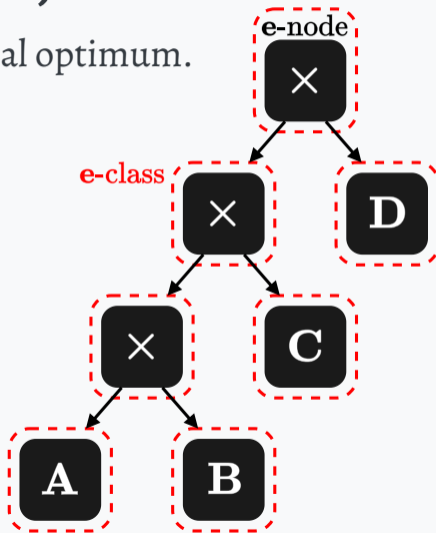 e-node
al optimum.
×
e-class
×
D
×
C
A
B